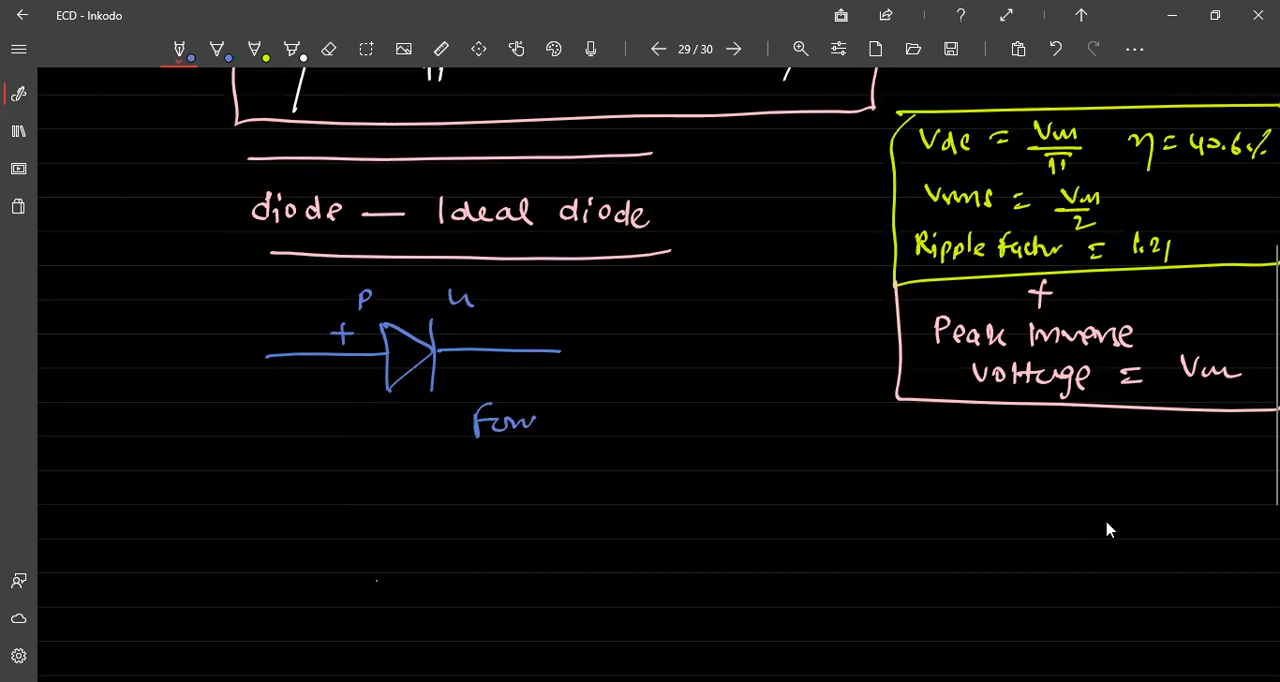 ECD - Inkodo
29 / 30
Vdc = Vm/π η = 40.6%
Vrms = Vm/2
Ripple factor = 1.21
+
Peak inverse
voltage = Vm
diode — Ideal diode
P N
+
Forw